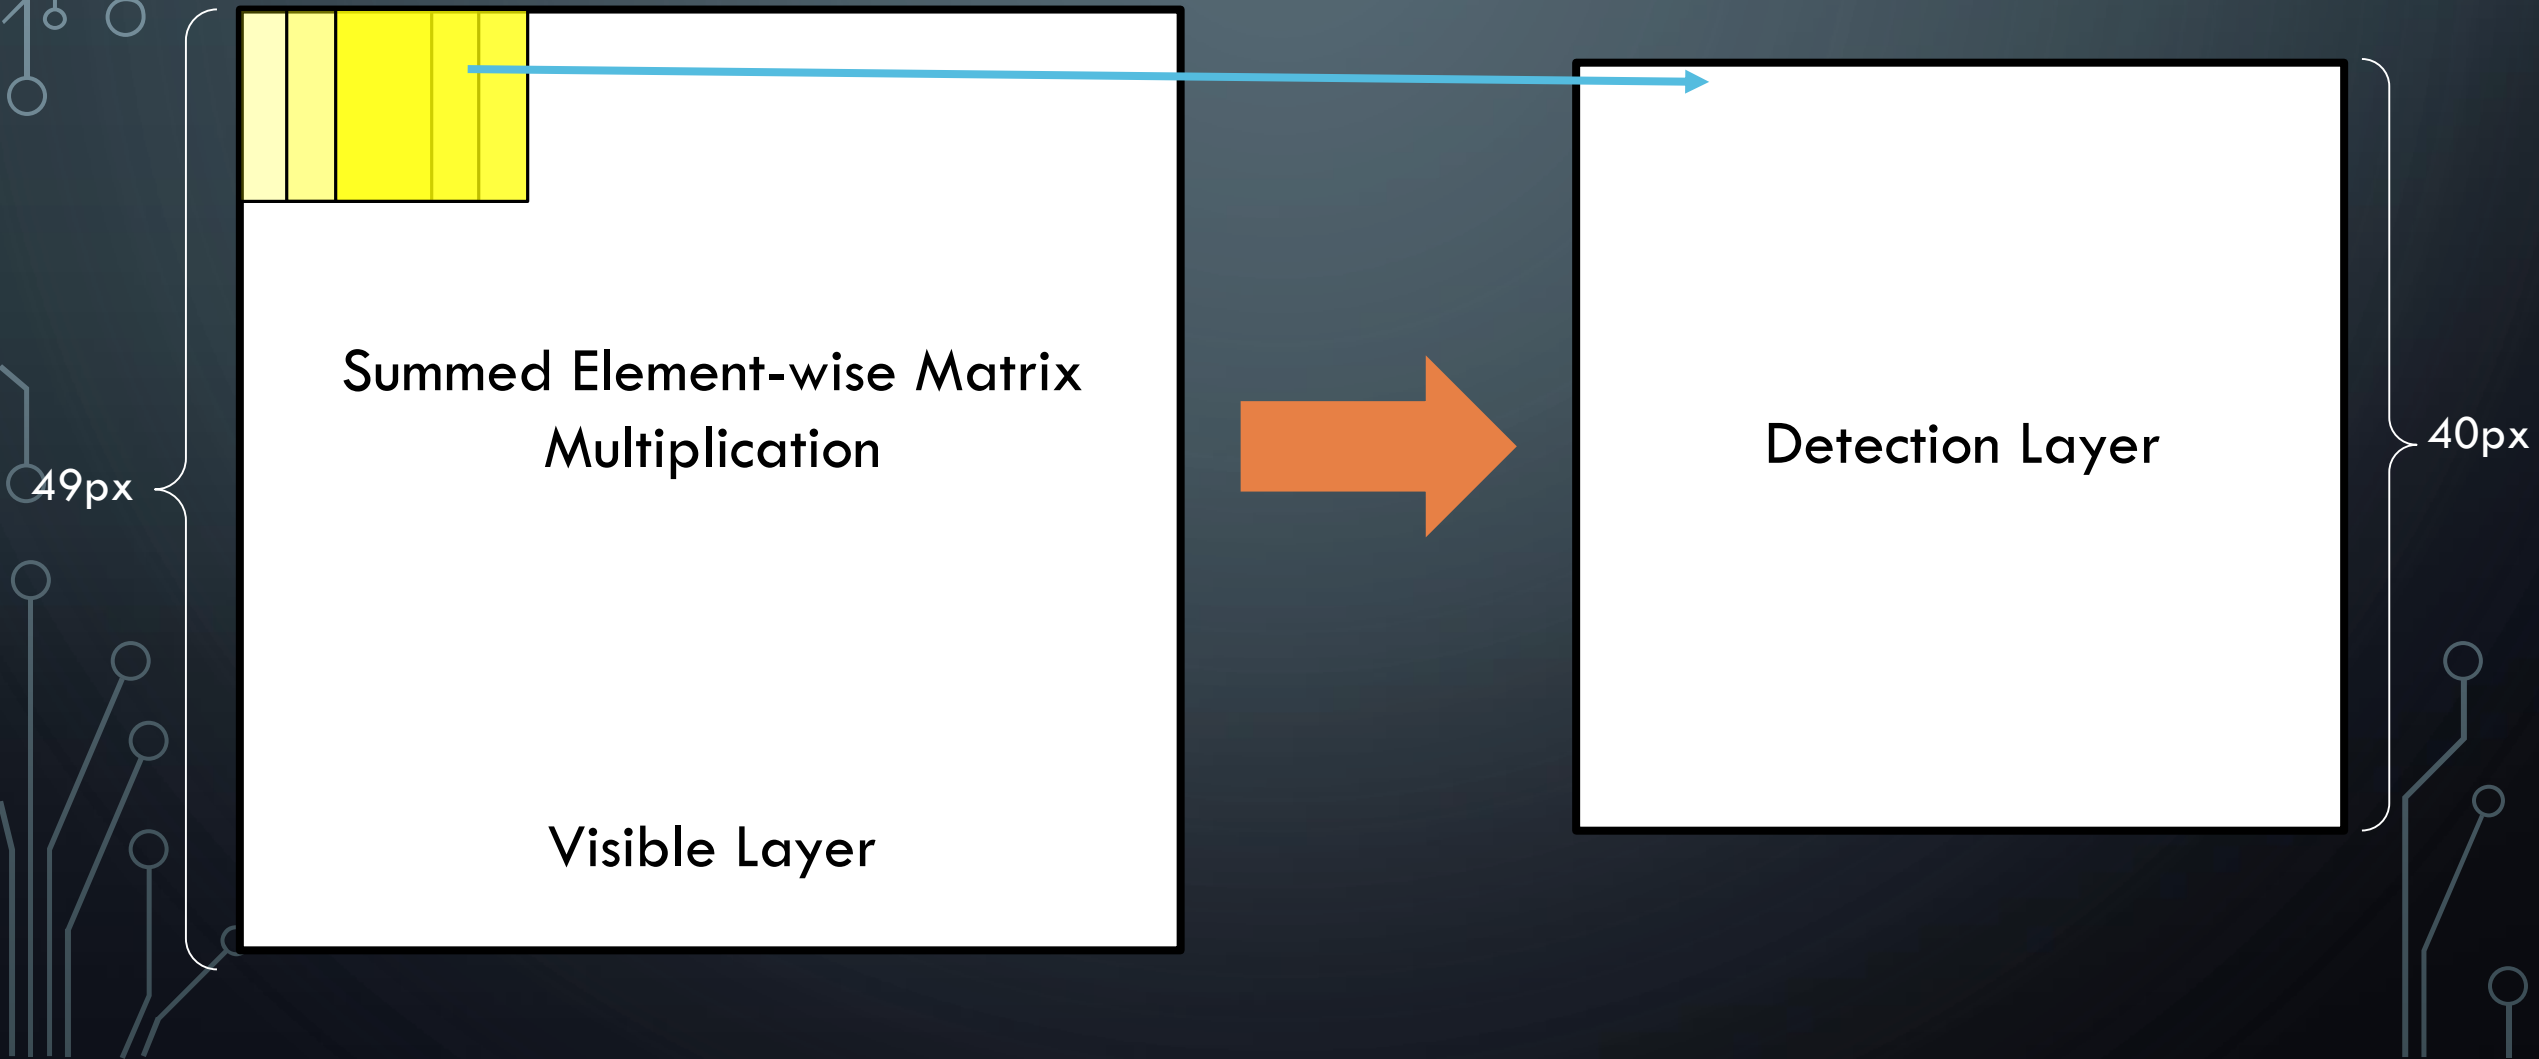 Summed Element-wise Matrix
Multiplication
49px
Visible Layer
Detection Layer
40px